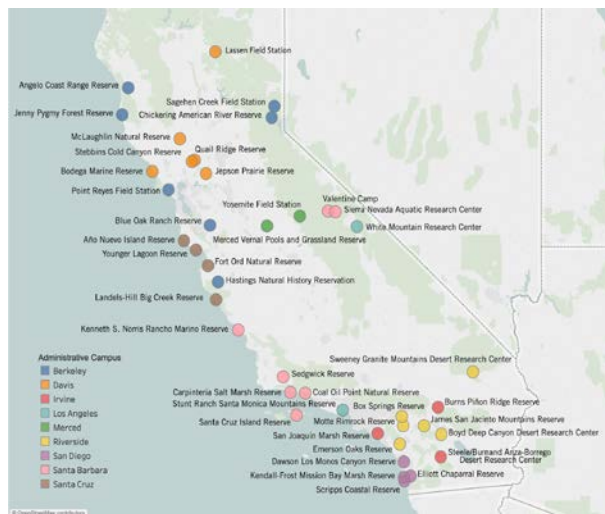 Lassen Field Station
Angelo Coast Range Reserve
Sagehen Creek Field Station
Jenny Pygmy Forest Reserve
Chickering American River Reserve
McLaughlin Natural Reserve
Stebbins Cold Canyon Reserve
Quail Ridge Reserve
Bodega Marine Reserve
Jepson Prairie Reserve
Point Reyes Field Station
Valentine Camp
Yosemite Field Station
Sierra Nevada Aquatic Research Center
Blue Oak Ranch Reserve
White Mountain Research Center
Año Nuevo Island Reserve
Merced Vernal Pools and Grassland Reserve
Younger Lagoon Reserve
Fort Ord Natural Reserve
Hastings Natural History Reservation
Landels-Hill Big Creek Reserve
Kenneth S. Norris Rancho Marino Reserve
Sweeney Granite Mountains Desert Research Center
Administrative Campus
Berkeley
Davis
Irvine
Los Angeles
Merced
Riverside
San Diego
Santa Barbara
Santa Cruz
Sedgwick Reserve
Carpinteria Salt Marsh Reserve
Coal Oil Point Natural Reserve
Stunt Ranch Santa Monica Mountains Reserve
Box Springs Reserve
Burns Piñon Ridge Reserve
Santa Cruz Island Reserve
Motte Rimrock Reserve
James San Jacinto Mountains Reserve
San Joaquin Marsh Reserve
Boyd Deep Canyon Desert Research Center
Emerson Oaks Reserve
Steele/Burnand Anza-Borrego
Desert Research Center
Dawson Los Monos Canyon Reserve
Kendall-Frost Mission Bay Marsh Reserve
Elliott Chaparral Reserve
Scripps Coastal Reserve
© OpenStreetMap contributors